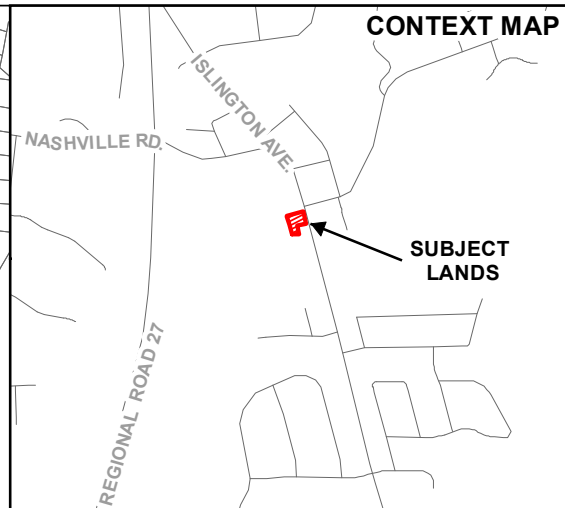 CONTEXT MAP
ISLINGTON AVE.
NASHVILLE RD.
SUBJECT
LANDS
REGIONAL ROAD 27